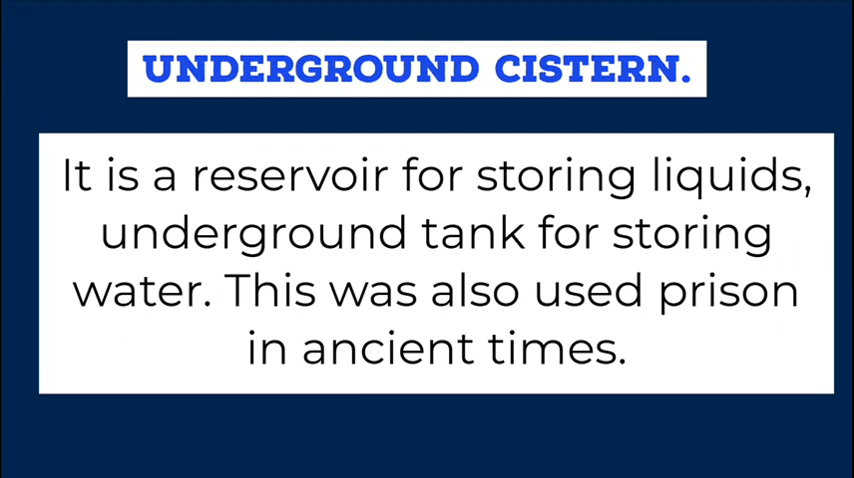 UNDERGROUND CISTERN.
It is a reservoir for storing liquids,
underground tank for storing
water. This was also used prison
in ancient times.